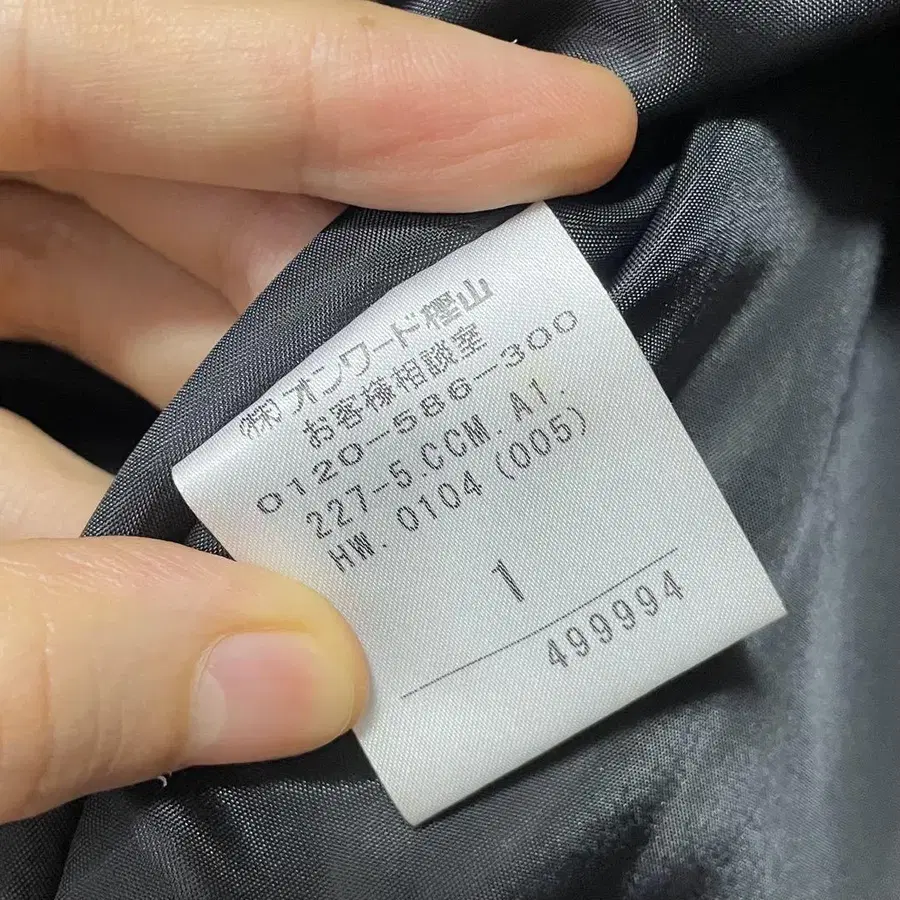 (株)オンワード樫山
お客様相談室
0120-586-300
227-5.CCM.A1.
HW.0104(005)
1
499994